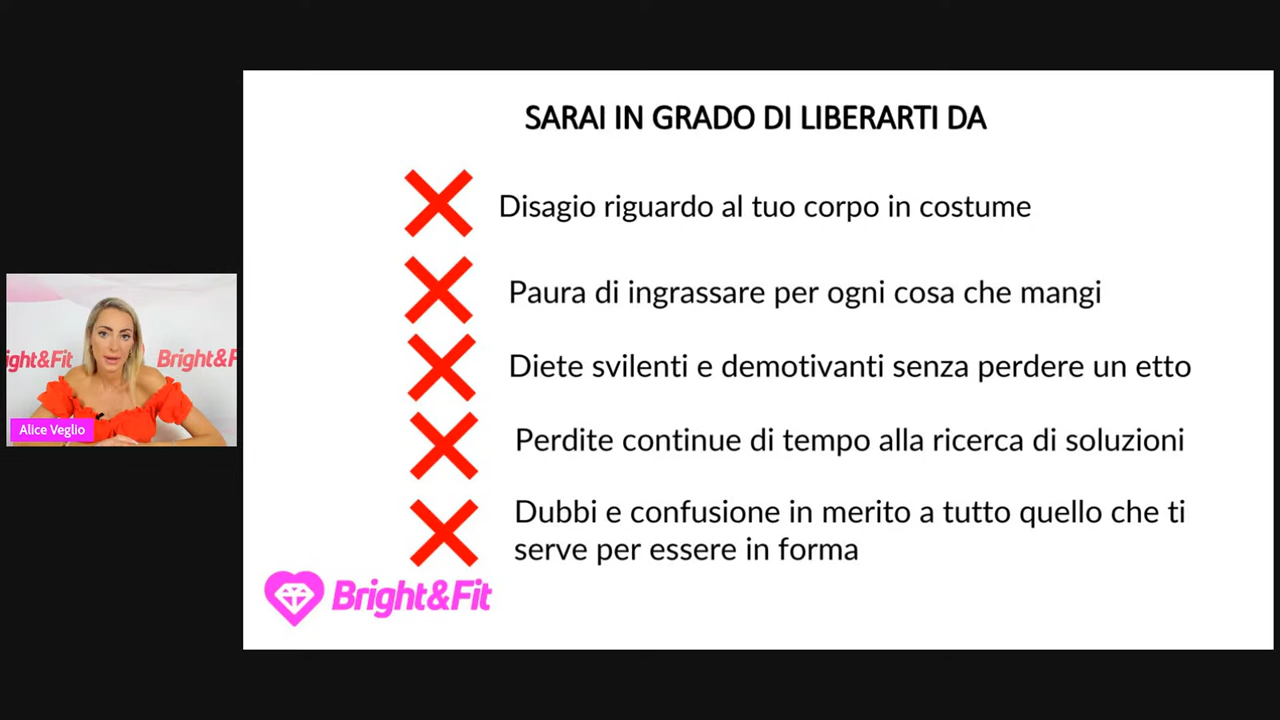 SARAI IN GRADO DI LIBERARTI DA
Disagio riguardo al tuo corpo in costume
Paura di ingrassare per ogni cosa che mangi
Diete svilenti e demotivanti senza perdere un etto
Perdite continue di tempo alla ricerca di soluzioni
Dubbi e confusione in merito a tutto quello che ti
serve per essere in forma
Bright&Fit
ght&Fit
Bright&F
Alice Veglio